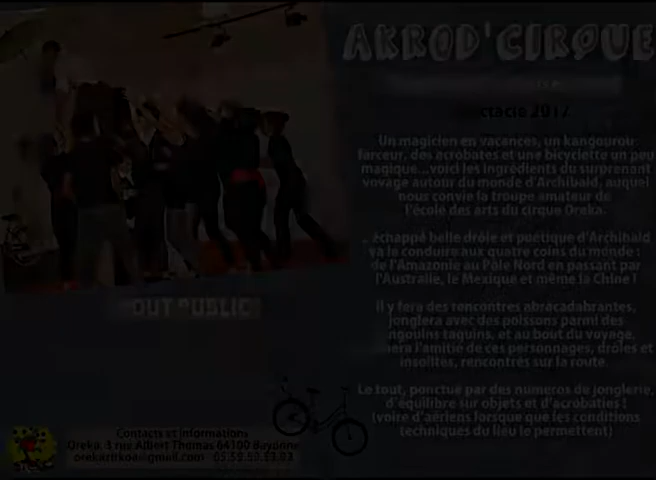 AKROD'CIRQUE
2012
Un magicien en vacances, un kangourou
farceur, des acrobates et une bicyclette un peu
magique...voici les ingrédients du surprenant
voyage autour du monde d'Archibald, auquel
nous convie la troupe amateur de
l'école des arts du cirque Oreka.
échappé belle drôle et poétique d'Archibald
va le conduire aux quatre coins du monde :
de l'Amazonie au Pôle Nord en passant par
l'Australie, le Mexique et même la Chine !
Il y fera des rencontres abracadabrantes,
jonglera avec des poissons parmi des
taquins, et au bout du voyage,
l'amitié de ces personnages, drôles et
insolites, rencontrés sur la route.
Le tout, ponctué par des numeros de jonglerie,
d'équilibre sur objets et d'acrobaties !
(voire d'aériens lorsque que les conditions
techniques du lieu le permettent)
OUT PUBLIC
Contacts et informations
Oreka, 3 rue Albert Thomas 64100 Bayonne